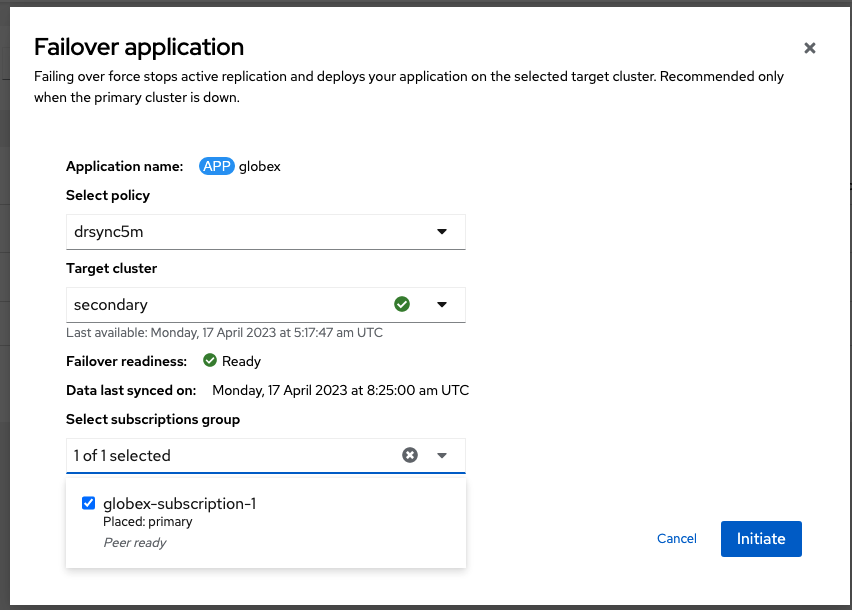 Failover application
Failing over force stops active replication and deploys your application on the selected target cluster. Recommended only
when the primary cluster is down.
Application name: APP globex
Select policy
drsync5m
Target cluster
secondary
Last available: Monday, 17 April 2023 at 5:17:47 am UTC
Failover readiness: Ready
Data last synced on: Monday, 17 April 2023 at 8:25:00 am UTC
Select subscriptions group
1 of 1 selected
globex-subscription-1
Placed: primary
Peer ready
Cancel
Initiate